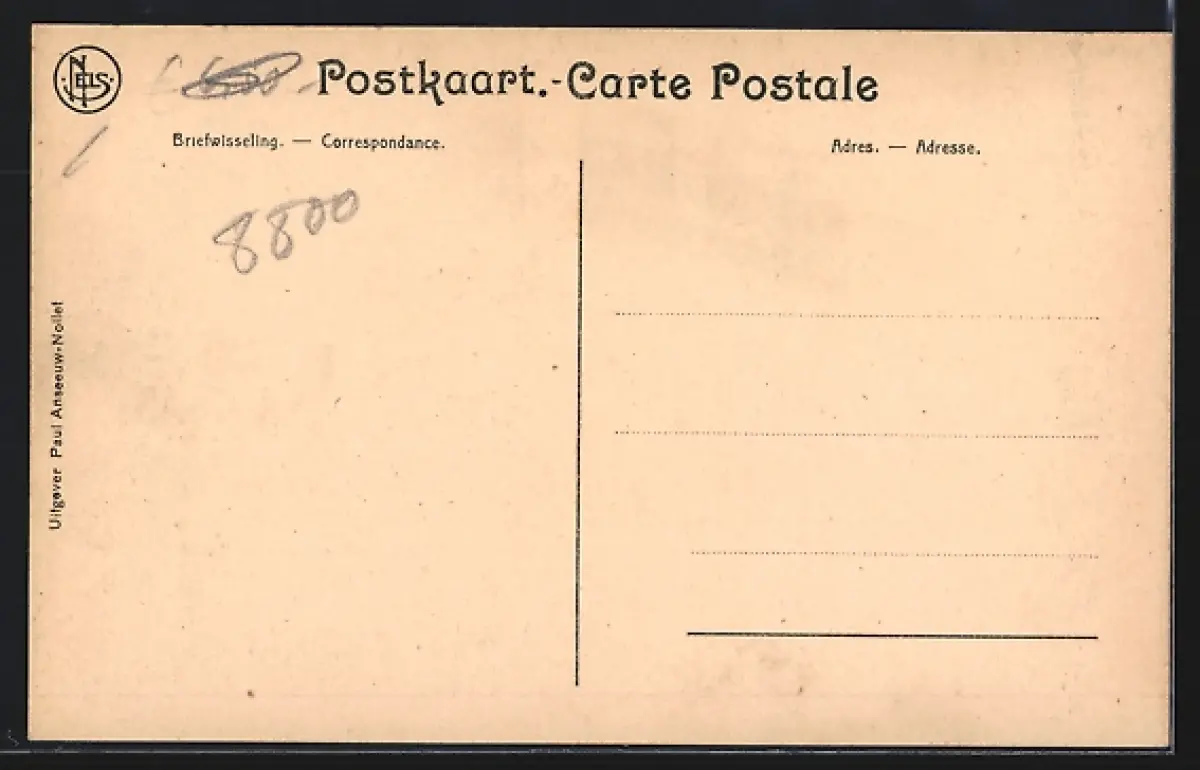 NELS
Postkaart.-Carte Postale
Briefwisseling. — Correspondance.
Adres. — Adresse.
8800
Uitgever Paul Anseeuw-Nollet